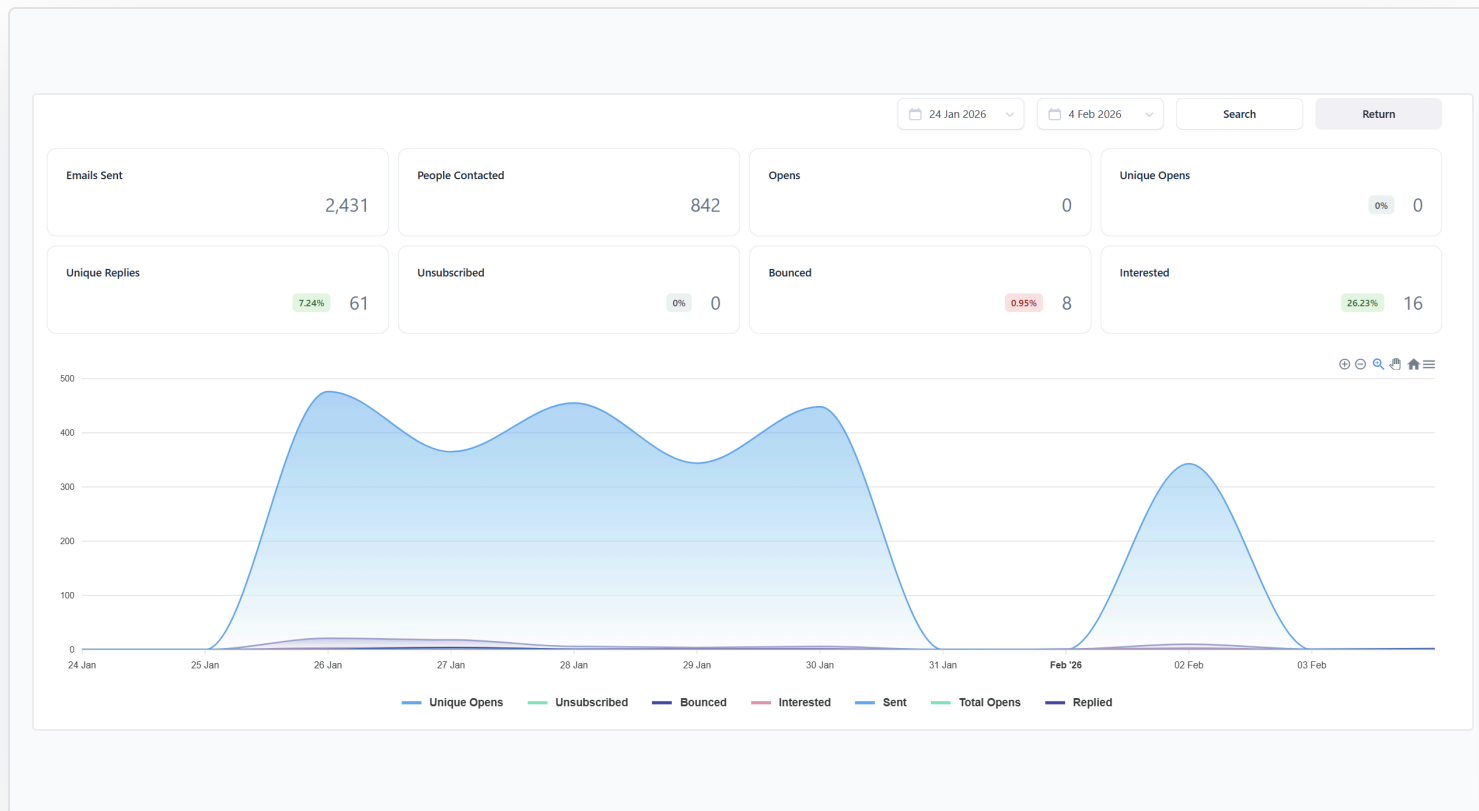 24 Jan 2026 4 Feb 2026 Search Return
Emails Sent People Contacted Opens Unique Opens
2,431 842 0 0% 0
Unique Replies Unsubscribed Bounced Interested
7.24% 61 0% 0 0.95% 8 26.23% 16
500
400
300
200
100
0
24 Jan 25 Jan 26 Jan 27 Jan 28 Jan 29 Jan 30 Jan 31 Jan Feb '26 02 Feb 03 Feb
Unique Opens Unsubscribed Bounced Interested Sent Total Opens Replied